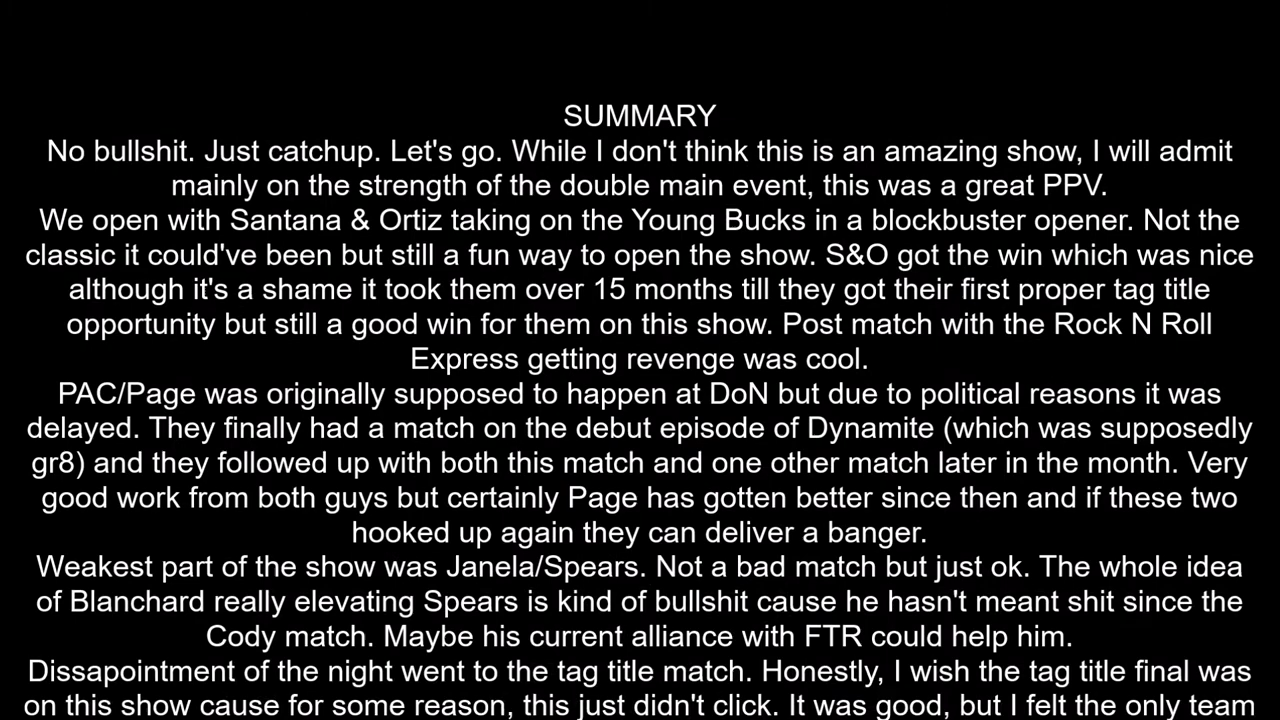 SUMMARY
No bullshit. Just catchup. Let's go. While I don't think this is an amazing show, I will admit
mainly on the strength of the double main event, this was a great PPV.
We open with Santana & Ortiz taking on the Young Bucks in a blockbuster opener. Not the
classic it could've been but still a fun way to open the show. S&O got the win which was nice
although it's a shame it took them over 15 months till they got their first proper tag title
opportunity but still a good win for them on this show. Post match with the Rock N Roll
Express getting revenge was cool.
PAC/Page was originally supposed to happen at DoN but due to political reasons it was
delayed. They finally had a match on the debut episode of Dynamite (which was supposedly
gr8) and they followed up with both this match and one other match later in the month. Very
good work from both guys but certainly Page has gotten better since then and if these two
hooked up again they can deliver a banger.
Weakest part of the show was Janela/Spears. Not a bad match but just ok. The whole idea
of Blanchard really elevating Spears is kind of bullshit cause he hasn't meant shit since the
Cody match. Maybe his current alliance with FTR could help him.
Dissapointment of the night went to the tag title match. Honestly, I wish the tag title final was
on this show cause for some reason, this just didn't click. It was good, but I felt the only team